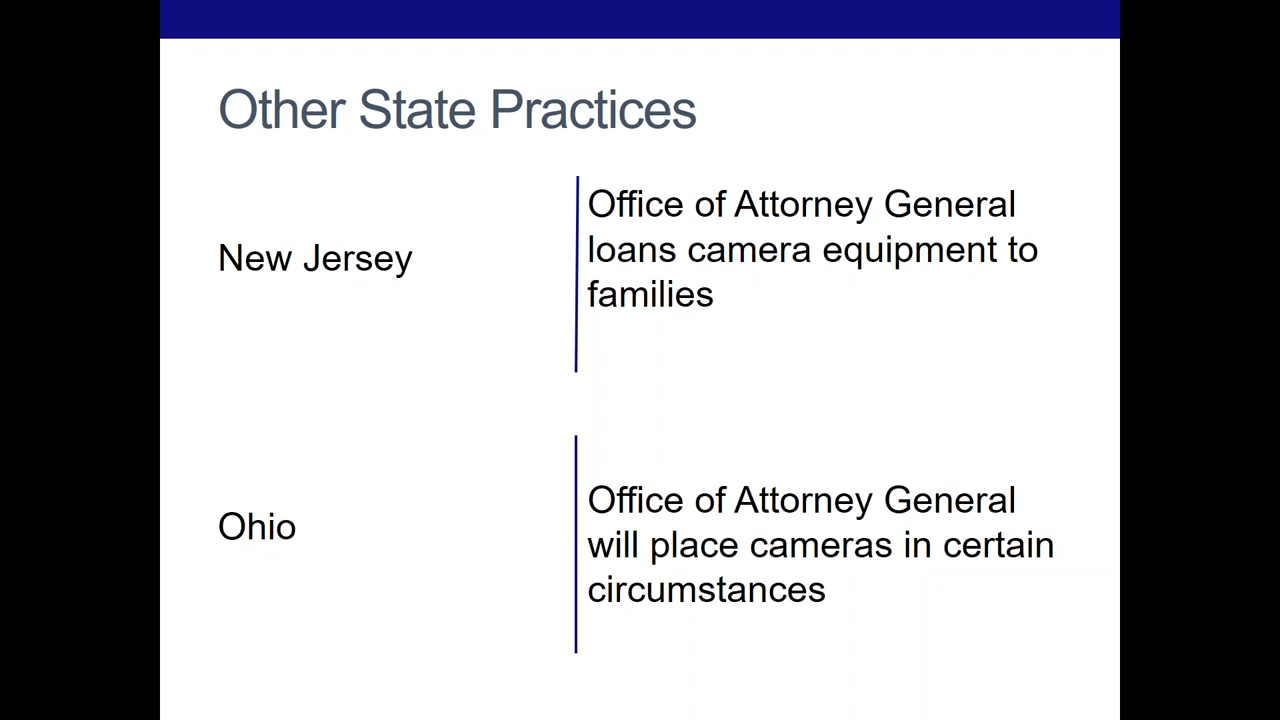 Other State Practices
New Jersey
Office of Attorney General
loans camera equipment to
families
Ohio
Office of Attorney General
will place cameras in certain
circumstances